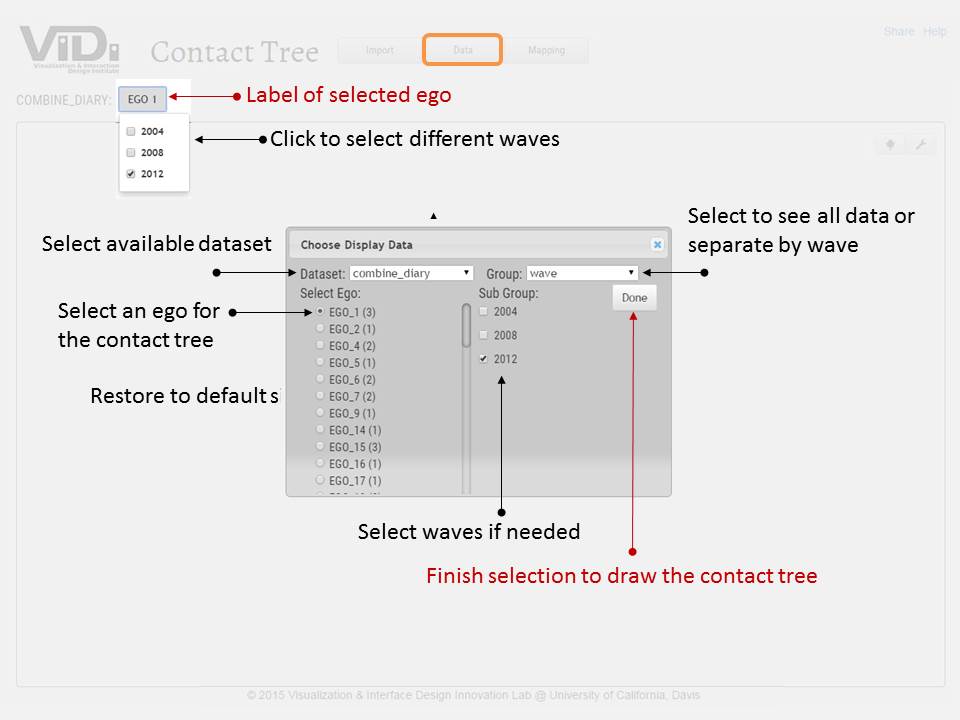 ViDi
Visualization & Interaction
Design Institute
Contact Tree
Import
Data
Mapping
Share Help
COMBINE_DIARY:
EGO 1
Label of selected ego
2004
2008
2012
Click to select different waves
Select available dataset
Select an ego for
the contact tree
Restore to default s
Select to see all data or
separate by wave
Choose Display Data
Dataset: combine_diary
Group: wave
Select Ego:
Sub Group:
Done
EGO_1 (3)
EGO_2 (1)
EGO_4 (2)
EGO_5 (1)
EGO_6 (2)
EGO_7 (2)
EGO_9 (1)
EGO_14 (1)
EGO_15 (3)
EGO_16 (1)
EGO_17 (1)
2004
2008
2012
Select waves if needed
Finish selection to draw the contact tree
© 2015 Visualization & Interface Design Innovation Lab @ University of California, Davis